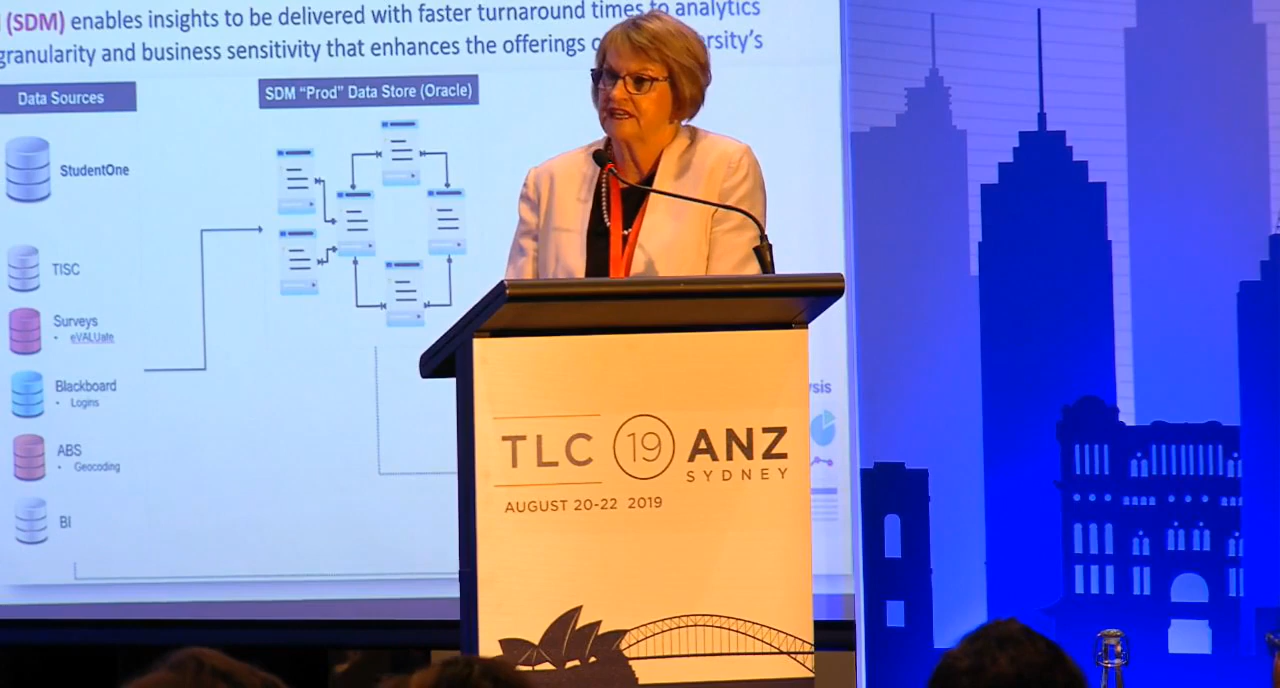 (SDM) enables insights to be delivered with faster turnaround times to analytics
granularity and business sensitivity that enhances the offerings
Data Sources
SDM “Prod” Data Store (Oracle)
StudentOne
TISC
Surveys
• eVALUate
Blackboard
• Logins
ABS
• Geocoding
BI
TLC 19 ANZ
SYDNEY
AUGUST 20-22 2019